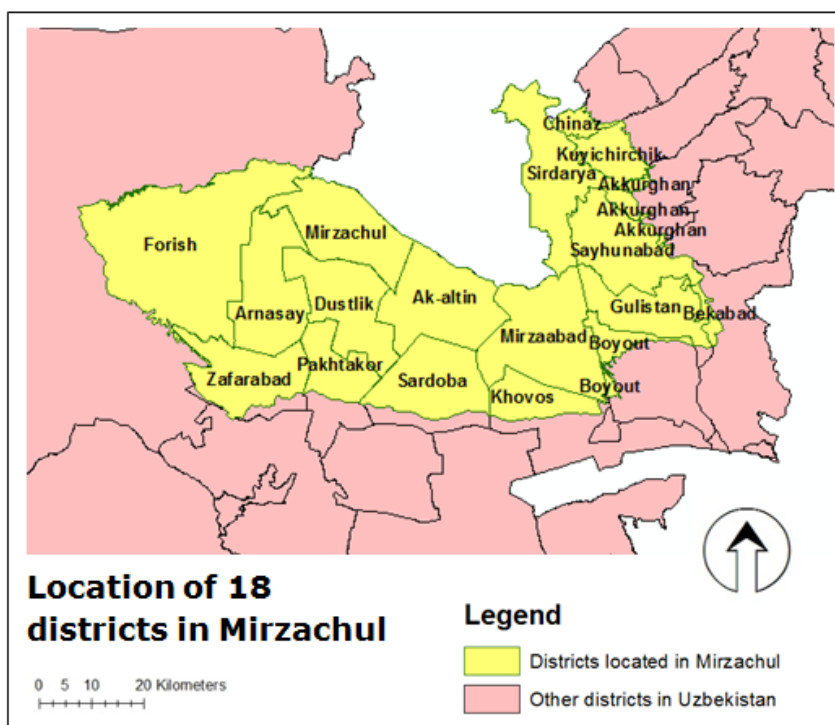 Chinaz
Kuyichirchik
Sirdarya
Akkurghan
Akkurghan
Akkurghan
Sayhunabad
Mirzachul
Forish
Arnasay
Dustlik
Ak-altin
Gulistan
Bekabad
Mirzaabad
Boyout
Pakhtakor
Zafarabad
Sardoba
Khovos
Boyout
Location of 18
districts in Mirzachul
0 5 10 20 Kilometers
Legend
Districts located in Mirzachul
Other districts in Uzbekistan